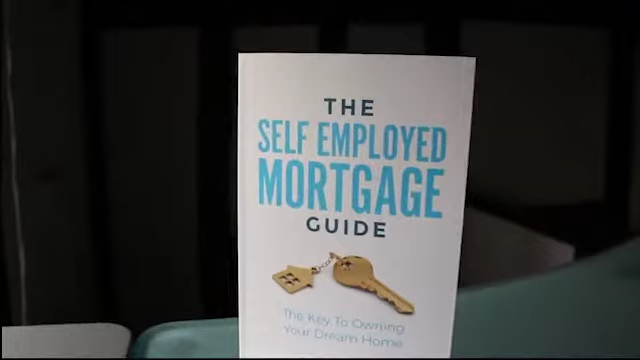 THE
SELF EMPLOYED
MORTGAGE
GUIDE
The Key To Owning
Your Dream Home